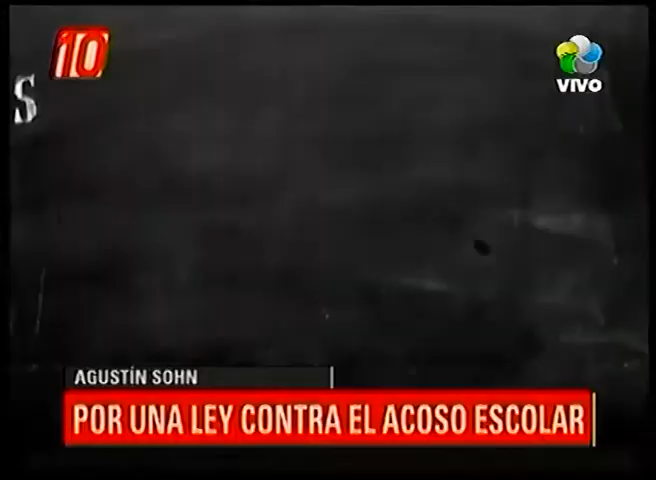 10
S
VIVO
AGUSTÍN SOHN
POR UNA LEY CONTRA EL ACOSO ESCOLAR